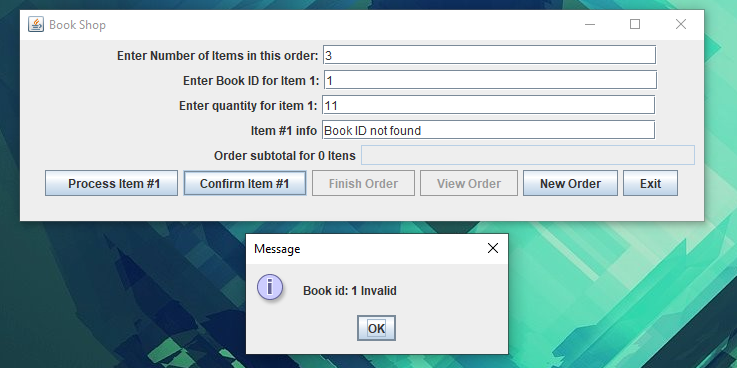 Book Shop
Enter Number of Items in this order: 3
Enter Book ID for Item 1: 1
Enter quantity for item 1: 11
Item #1 info Book ID not found
Order subtotal for 0 Itens
Process Item #1 Confirm Item #1 Finish Order View Order New Order Exit
Message
i Book id: 1 Invalid
OK